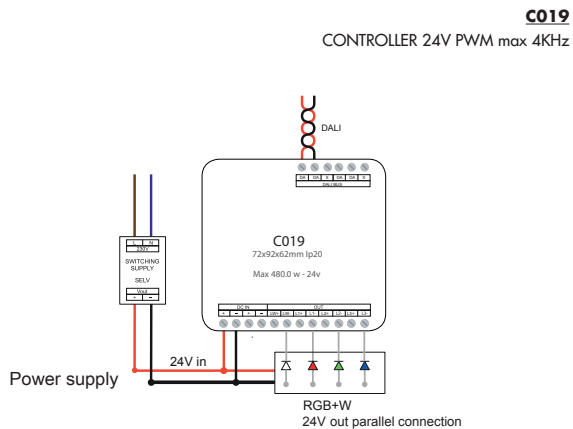 C019
CONTROLLER 24V PWM max 4KHz
DALI
DA DA X DA DA X
DALI BUS
L N
230V
SWITCHING
SUPPLY
SELV
Vout
+ −
C019
72x92x62mm Ip20
Max 480.0 w - 24v
DC IN OUT
+ − + −
24V in
Power supply
RGB+W
24V out parallel connection